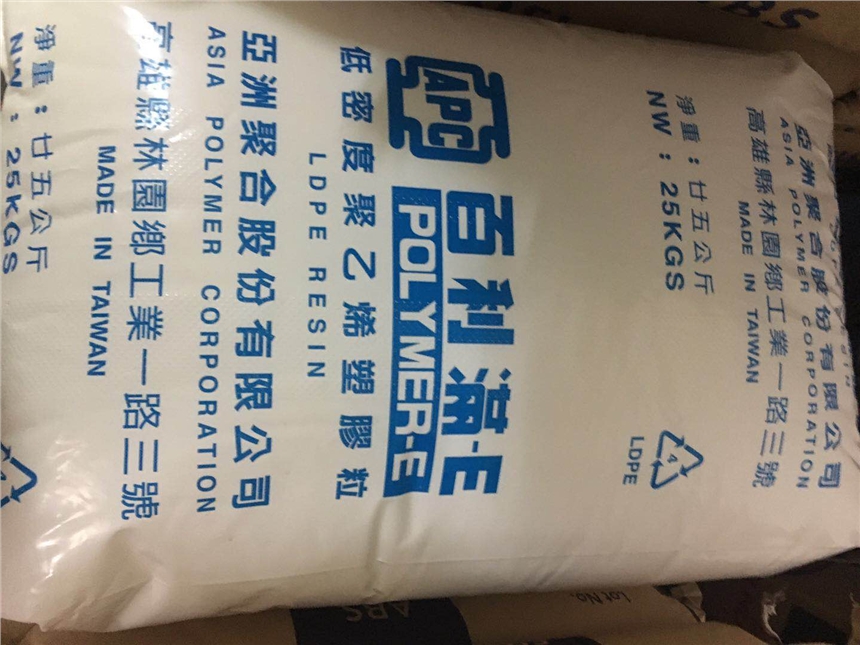 APC
百利滿-E
POLYMER-E
低密度聚乙烯塑膠粒
LDPE RESIN
亞洲聚合股份有限公司
ASIA POLYMER CORPORATION
高雄縣林園鄉工業一路三號
MADE IN TAIWAN
淨重：廿五公斤
NW：25KGS
亞洲聚合股份有限公司
ASIA POLYMER CORPORATION
高雄縣林園鄉工業一路三號
MADE IN TAIWAN
淨重：廿五公斤
NW：25KGS
4
LDPE
ABS
Lot No.